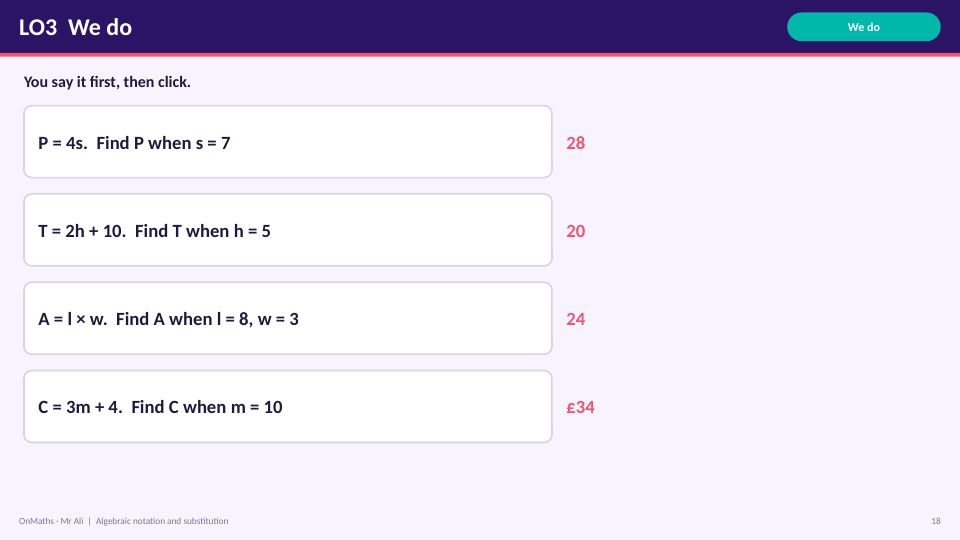 LO3  We do
We do
You say it first, then click.
P = 4s.  Find P when s = 7
28
T = 2h + 10.  Find T when h = 5
20
A = l × w.  Find A when l = 8, w = 3
24
C = 3m + 4.  Find C when m = 10
£34
OnMaths - Mr Ali  |  Algebraic notation and substitution
18